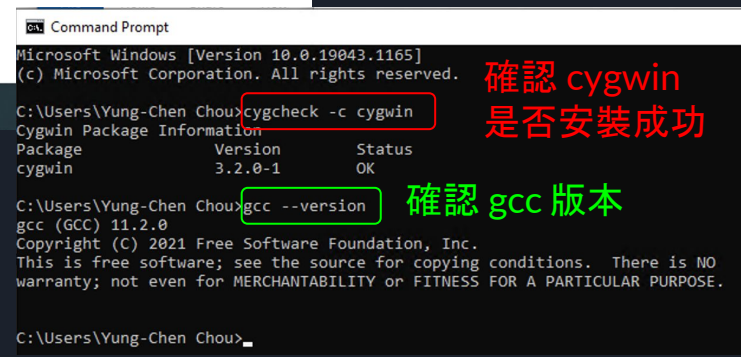 Command Prompt
Microsoft Windows [Version 10.0.19043.1165]
(c) Microsoft Corporation. All rights reserved.
確認 cygwin
是否安裝成功
C:\Users\Yung-Chen Chou>cygcheck -c cygwin
Cygwin Package Information
Package Version Status
cygwin 3.2.0-1 OK
C:\Users\Yung-Chen Chou>gcc --version
確認 gcc 版本
gcc (GCC) 11.2.0
Copyright (C) 2021 Free Software Foundation, Inc.
This is free software; see the source for copying conditions. There is NO
warranty; not even for MERCHANTABILITY or FITNESS FOR A PARTICULAR PURPOSE.
C:\Users\Yung-Chen Chou>